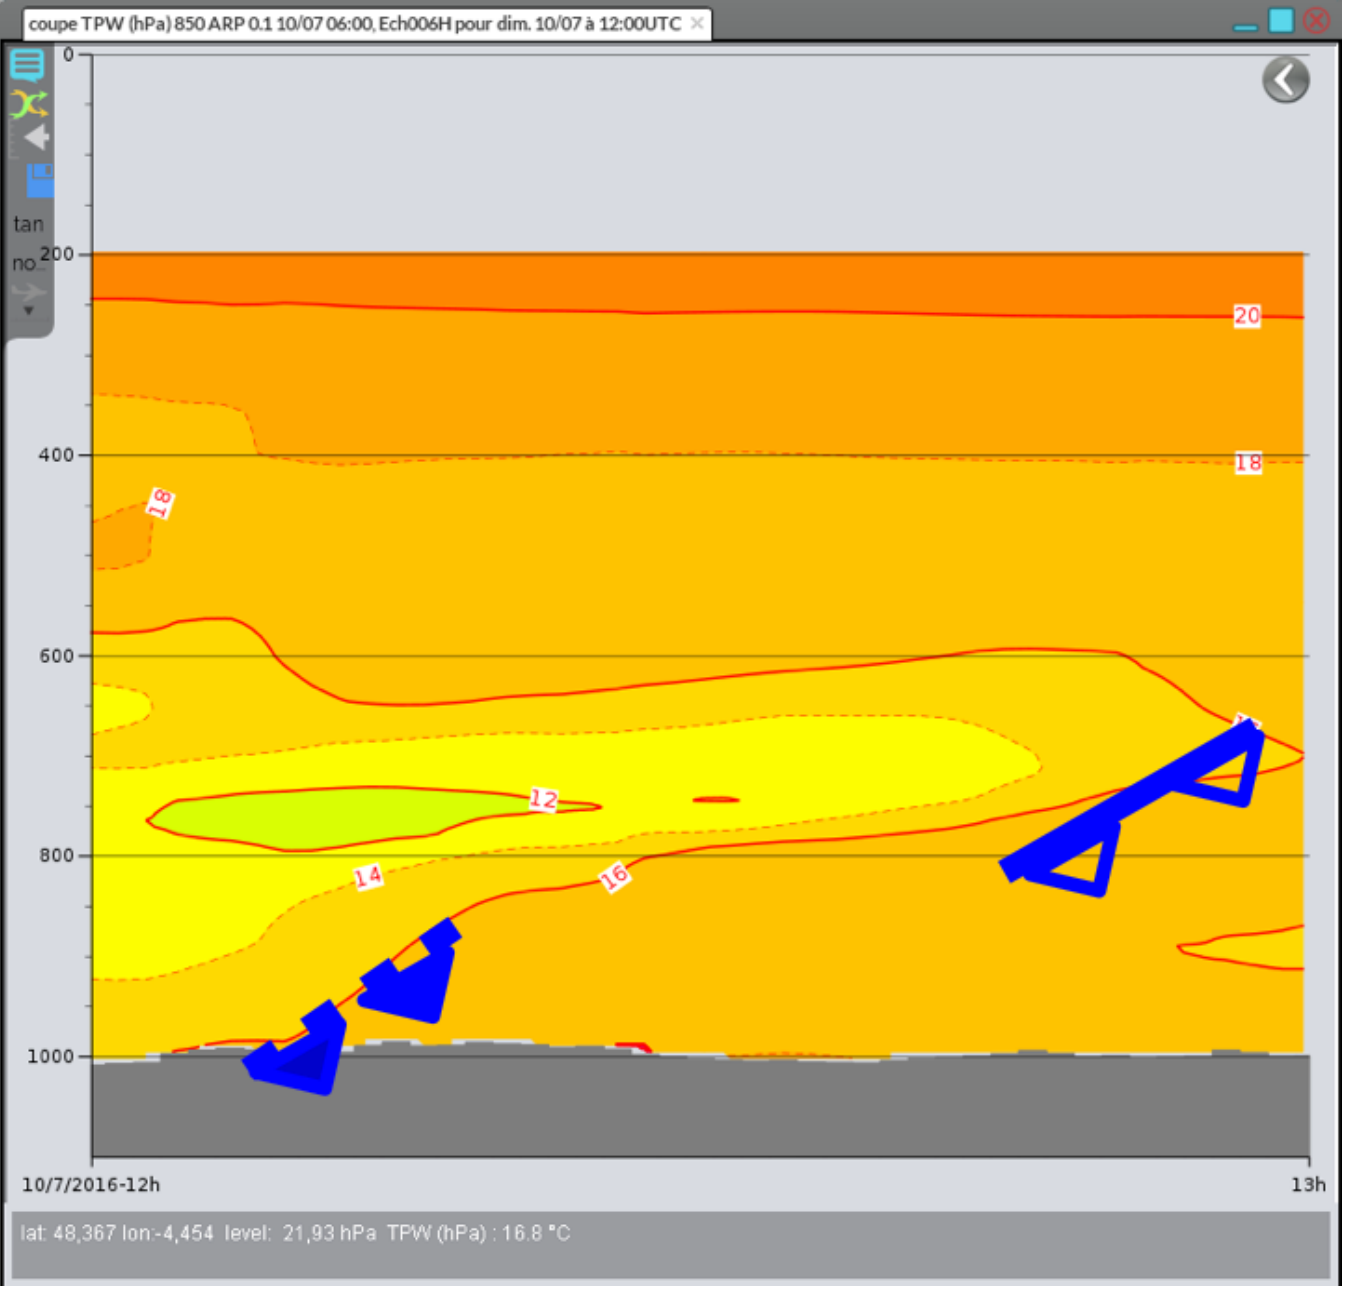 coupe TPW (hPa) 850 ARP 0.1 10/07 06:00, Ech006H pour dim. 10/07 à 12:00UTC
0
tan
no..
200
20
400
18
18
600
12
800
14
16
1000
10/7/2016-12h
13h
lat: 48,367 lon:-4,454 level: 21,93 hPa TPW (hPa) : 16.8 °C